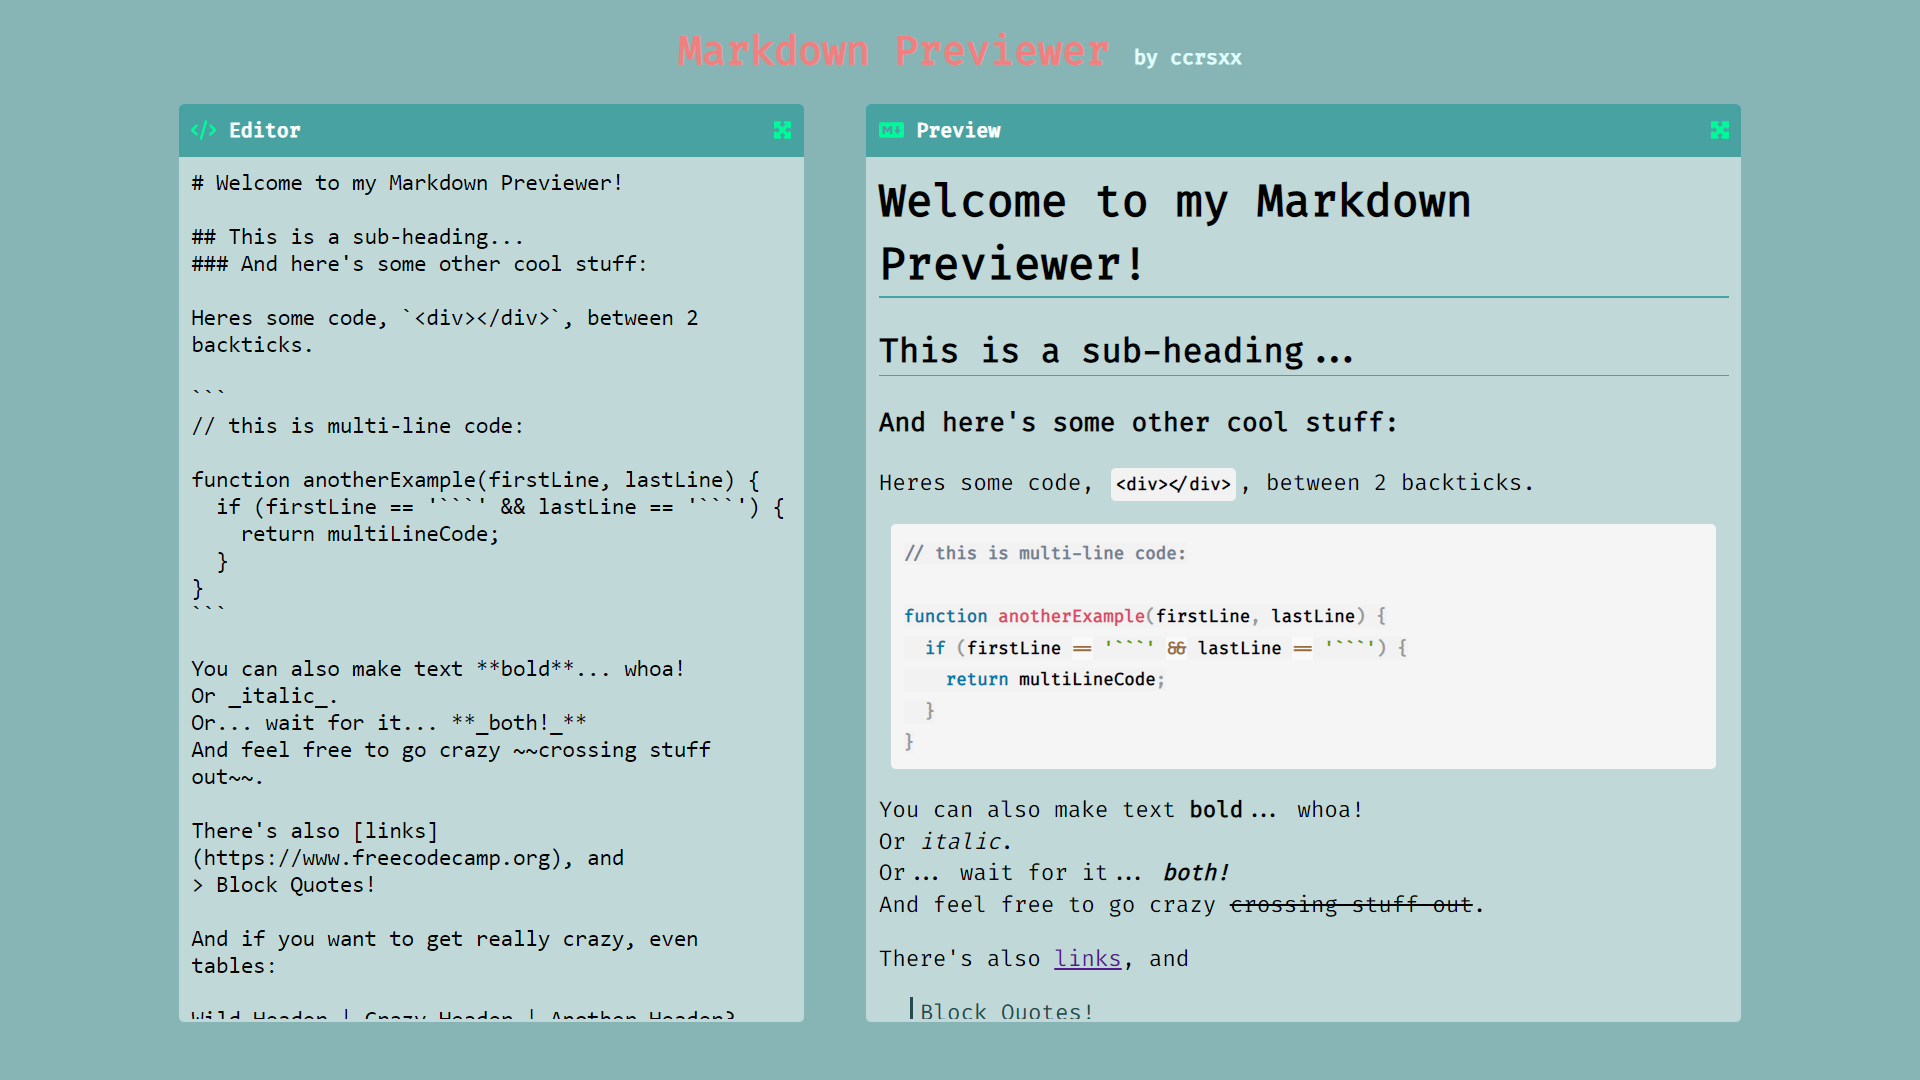 Markdown Previewer by ccrsxx
</> Editor
# Welcome to my Markdown Previewer!
## This is a sub-heading...
### And here's some other cool stuff:
Heres some code, `<div></div>`, between 2
backticks.
```
// this is multi-line code:
function anotherExample(firstLine, lastLine) {
  if (firstLine == '```' && lastLine == '```') {
    return multiLineCode;
  }
}
```
You can also make text **bold**... whoa!
Or _italic_.
Or... wait for it... **_both!_**
And feel free to go crazy ~~crossing stuff
out~~.
There's also [links]
(https://www.freecodecamp.org), and
> Block Quotes!
And if you want to get really crazy, even
tables:
Wild Header | Crazy Header | Another Header?
Preview
Welcome to my Markdown
Previewer!
This is a sub-heading...
And here's some other cool stuff:
Heres some code, <div></div>, between 2 backticks.
// this is multi-line code:
function anotherExample(firstLine, lastLine) {
  if (firstLine == '```' && lastLine == '```') {
    return multiLineCode;
  }
}
You can also make text bold... whoa!
Or italic.
Or... wait for it... both!
And feel free to go crazy crossing stuff out.
There's also links, and
Block Quotes!